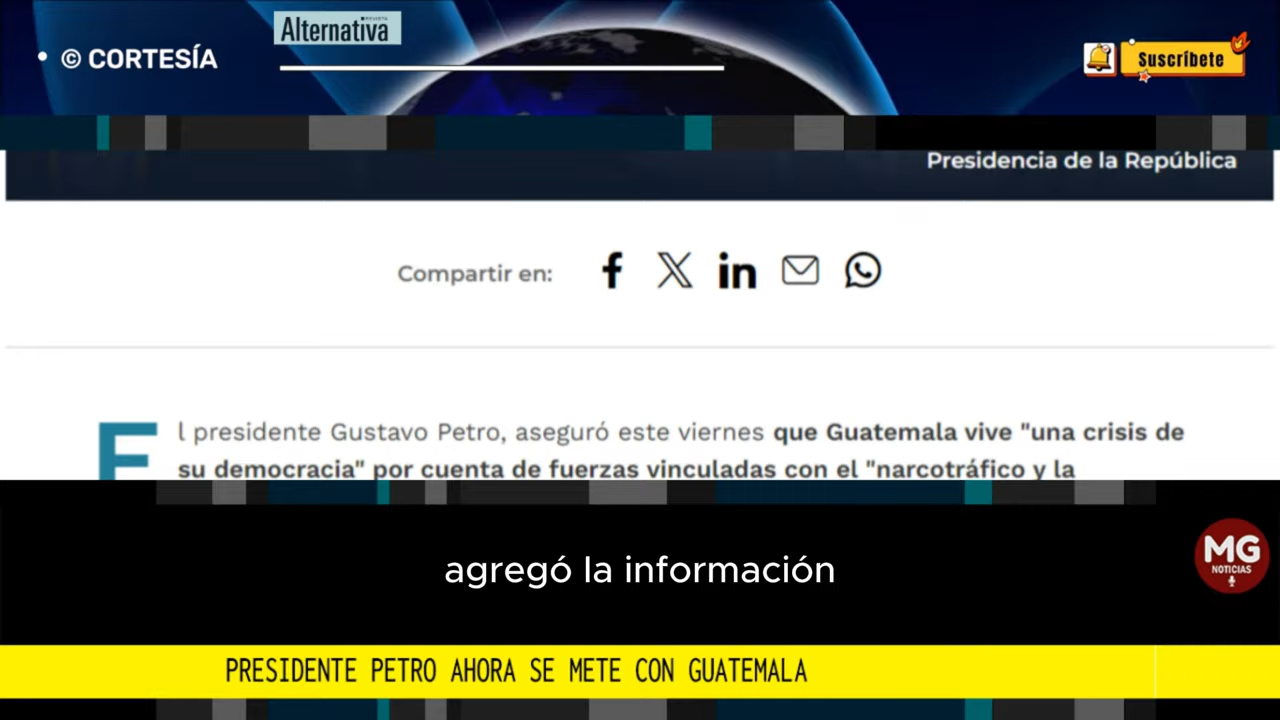 REVISTA
Alternativa
• © CORTESÍA
Suscríbete
Presidencia de la República
Compartir en:
El presidente Gustavo Petro, aseguró este viernes que Guatemala vive "una crisis de
su democracia" por cuenta de fuerzas vinculadas con el "narcotráfico y la
agregó la información
MG
NOTICIAS
PRESIDENTE PETRO AHORA SE METE CON GUATEMALA